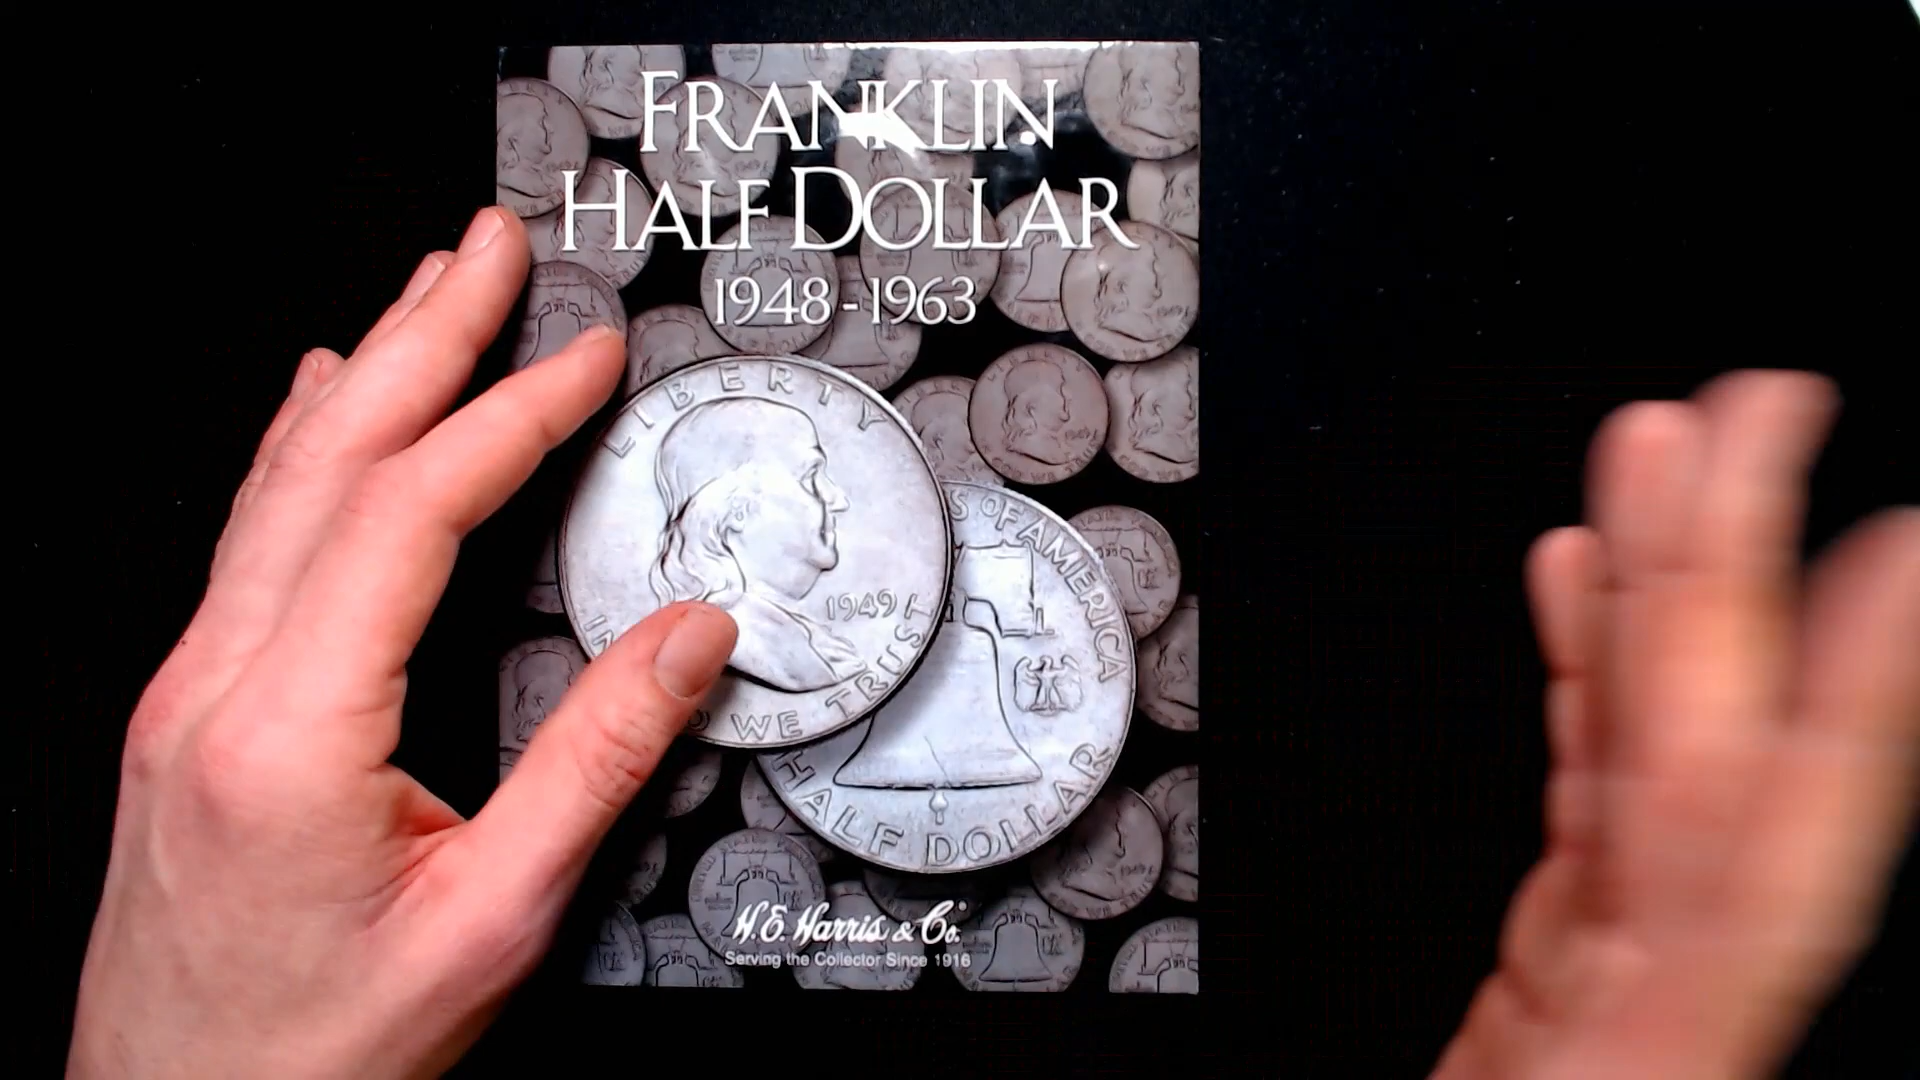 FRANKLIN
HALF DOLLAR
1948-1963
LIBERTY
1949
WE TRUST
S OF AMERICA
HALF DOLLAR
H.E. Harris & Co.
Serving the Collector Since 1916